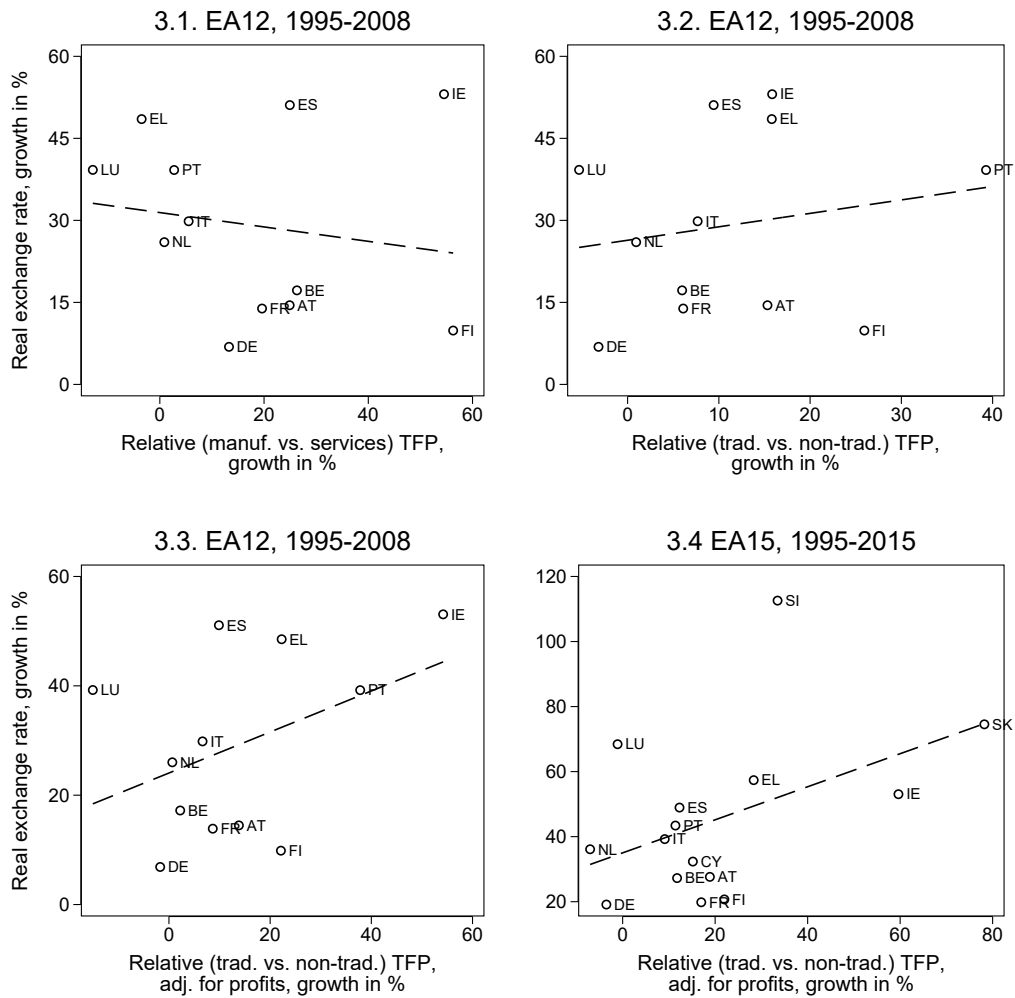 3.1. EA12, 1995-2008
Real exchange rate, growth in %
60
45
30
15
0
IE
ES
EL
LU
PT
IT
NL
BE
AT
FR
FI
DE
0 20 40 60
Relative (manuf. vs. services) TFP,
growth in %
3.2. EA12, 1995-2008
60
45
30
15
0
IE
ES
EL
LU
PT
IT
NL
BE
FR
AT
FI
DE
0 10 20 30 40
Relative (trad. vs. non-trad.) TFP,
growth in %
3.3. EA12, 1995-2008
Real exchange rate, growth in %
60
40
20
0
IE
ES
EL
LU
PT
IT
NL
BE
FR
AT
FI
DE
0 20 40 60
Relative (trad. vs. non-trad.) TFP,
adj. for profits, growth in %
3.4 EA15, 1995-2015
120
100
80
60
40
20
SI
SK
LU
EL
IE
ES
PT
IT
NL
CY
BE
AT
FI
FR
DE
0 20 40 60 80
Relative (trad. vs. non-trad.) TFP,
adj. for profits, growth in %